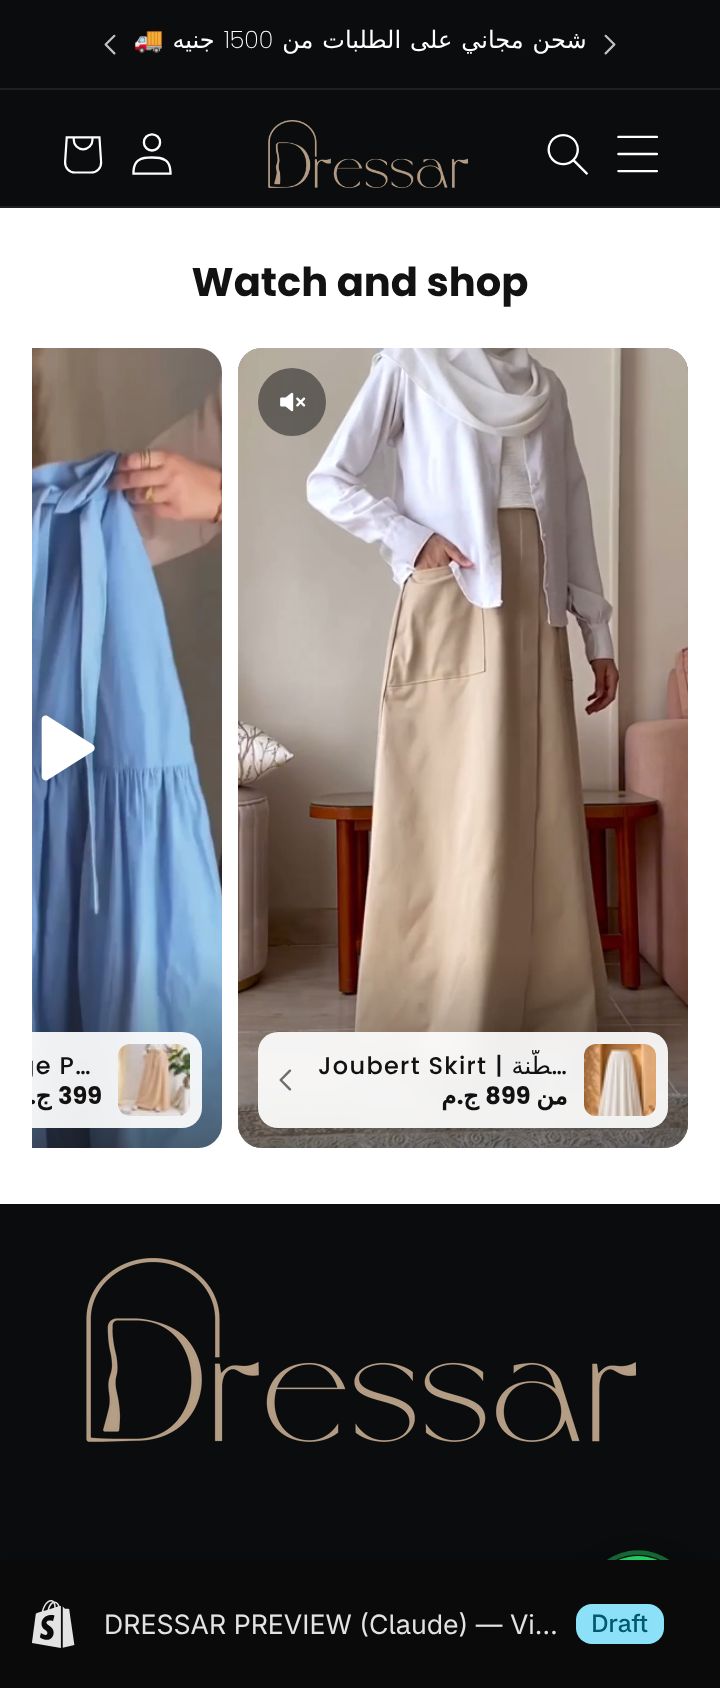 شحن مجاني على الطلبات من 1500 جنيه 🚚
Dressar
Watch and shop
ge P...
399 ج.
Joubert Skirt | طّنة...
من 899 ج.م
Dressar
DRESSAR PREVIEW (Claude) — Vi...
Draft